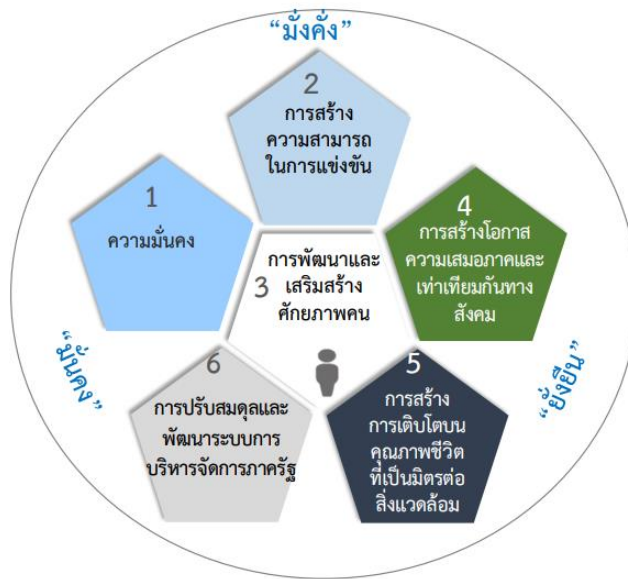 “มั่งคั่ง”
1
ความมั่นคง
2
การสร้าง
ความสามารถ
ในการแข่งขัน
3
การพัฒนาและ
เสริมสร้าง
ศักยภาพคน
4
การสร้างโอกาส
ความเสมอภาคและ
เท่าเทียมกันทาง
สังคม
5
การสร้าง
การเติบโตบน
คุณภาพชีวิต
ที่เป็นมิตรต่อ
สิ่งแวดล้อม
6
การปรับสมดุลและ
พัฒนาระบบการ
บริหารจัดการภาครัฐ
“มั่นคง”
“ยั่งยืน”